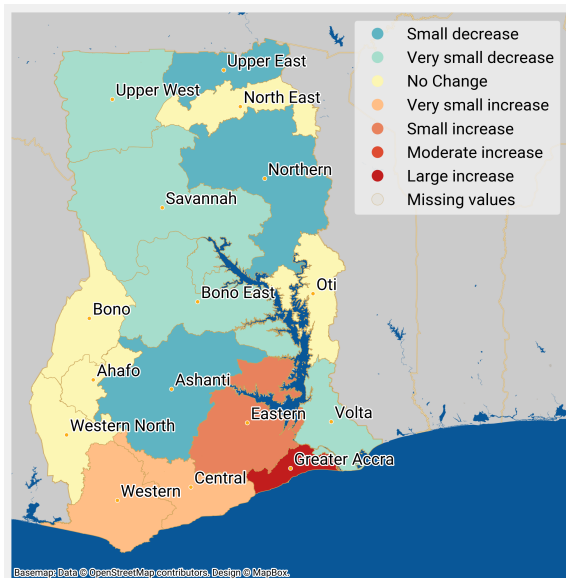 Small decrease
Very small decrease
No Change
Very small increase
Small increase
Moderate increase
Large increase
Missing values
Upper East
Upper West
North East
Northern
Savannah
Oti
Bono East
Bono
Ahafo
Ashanti
Volta
Eastern
Western North
Greater Accra
Central
Western
Basemap: Data © OpenStreetMap contributors. Design © MapBox.